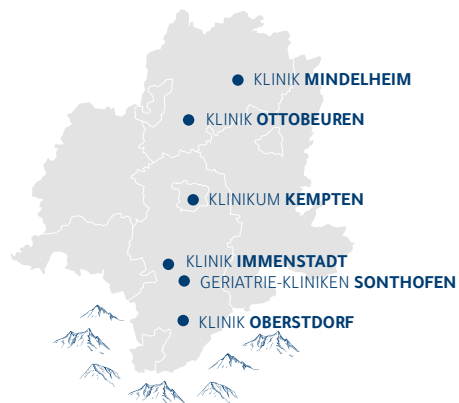 KLINIK MINDELHEIM
KLINIK OTTOBEUREN
KLINIKUM KEMPTEN
KLINIK IMMENSTADT
GERIATRIE-KLINIKEN SONTHOFEN
KLINIK OBERSTDORF